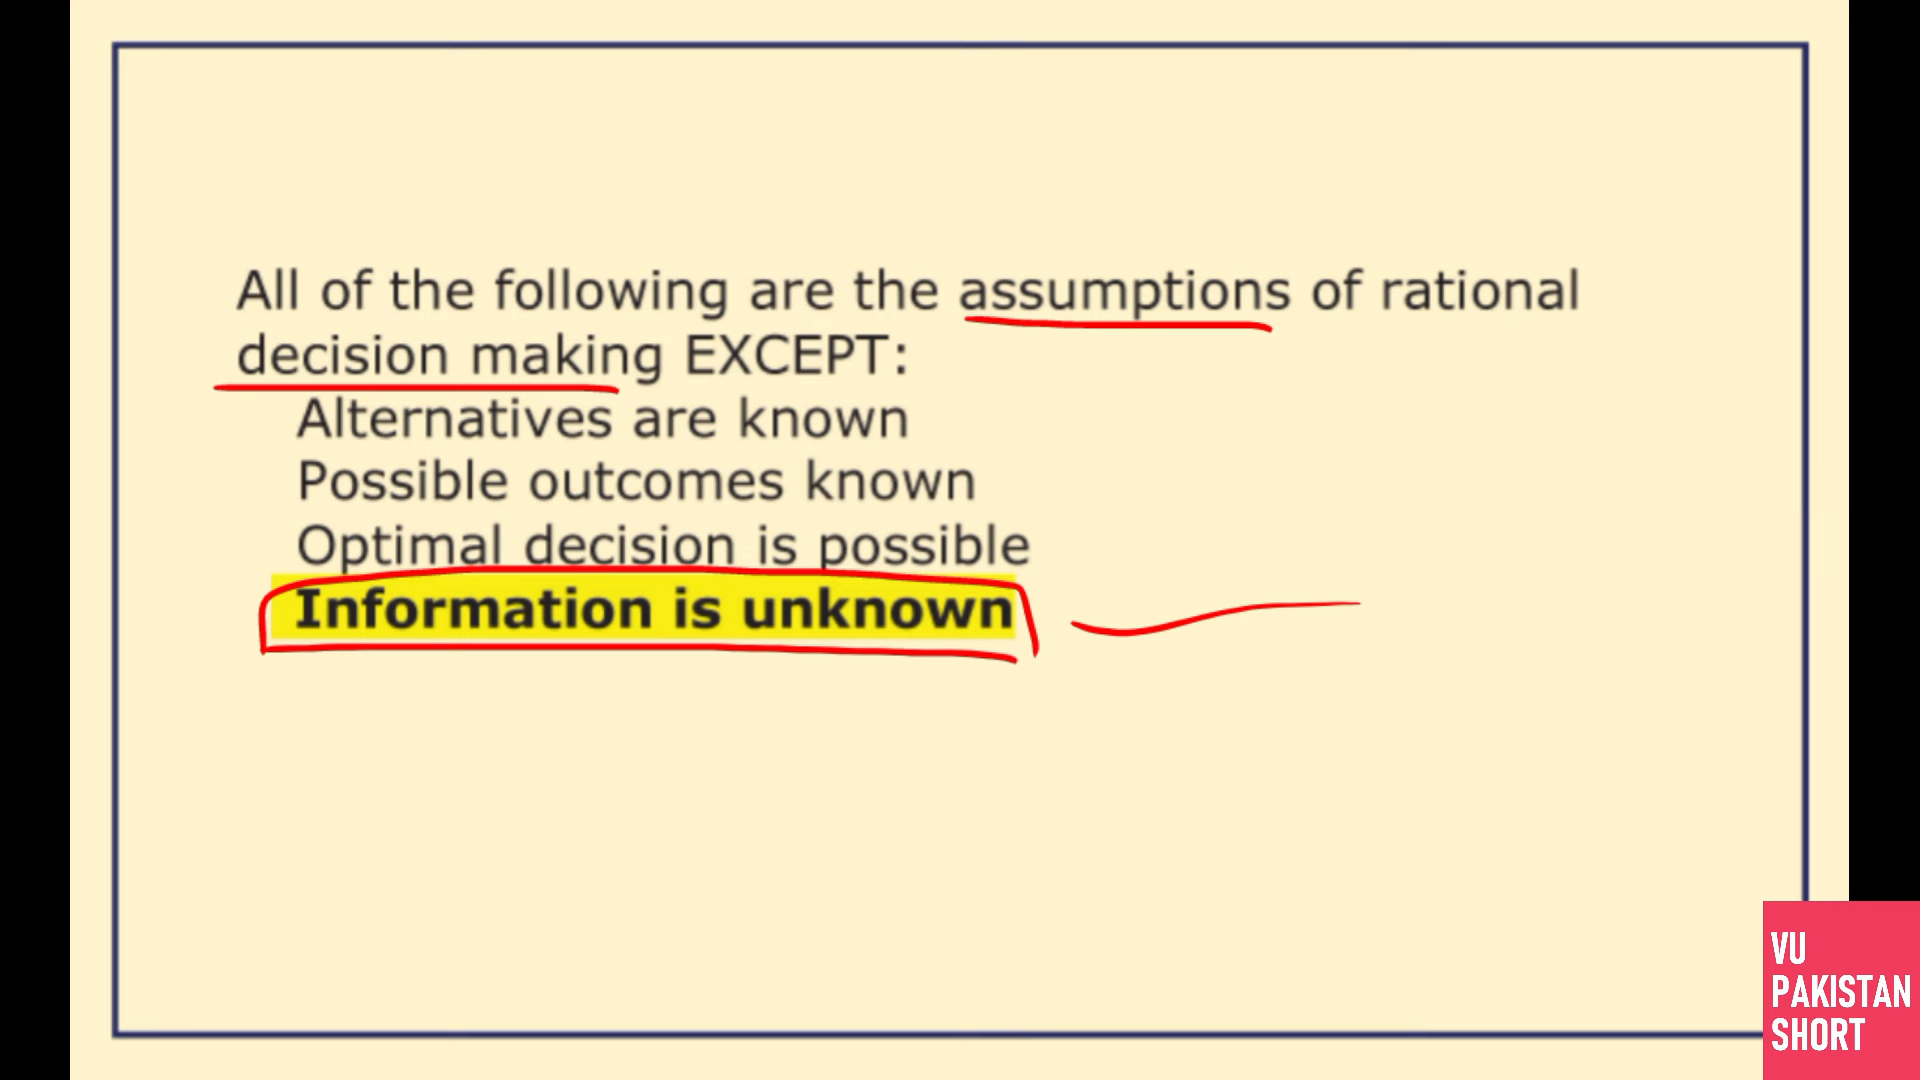 All of the following are the assumptions of rational
decision making EXCEPT:
Alternatives are known
Possible outcomes known
Optimal decision is possible
Information is unknown
VU
PAKISTAN
SHORT